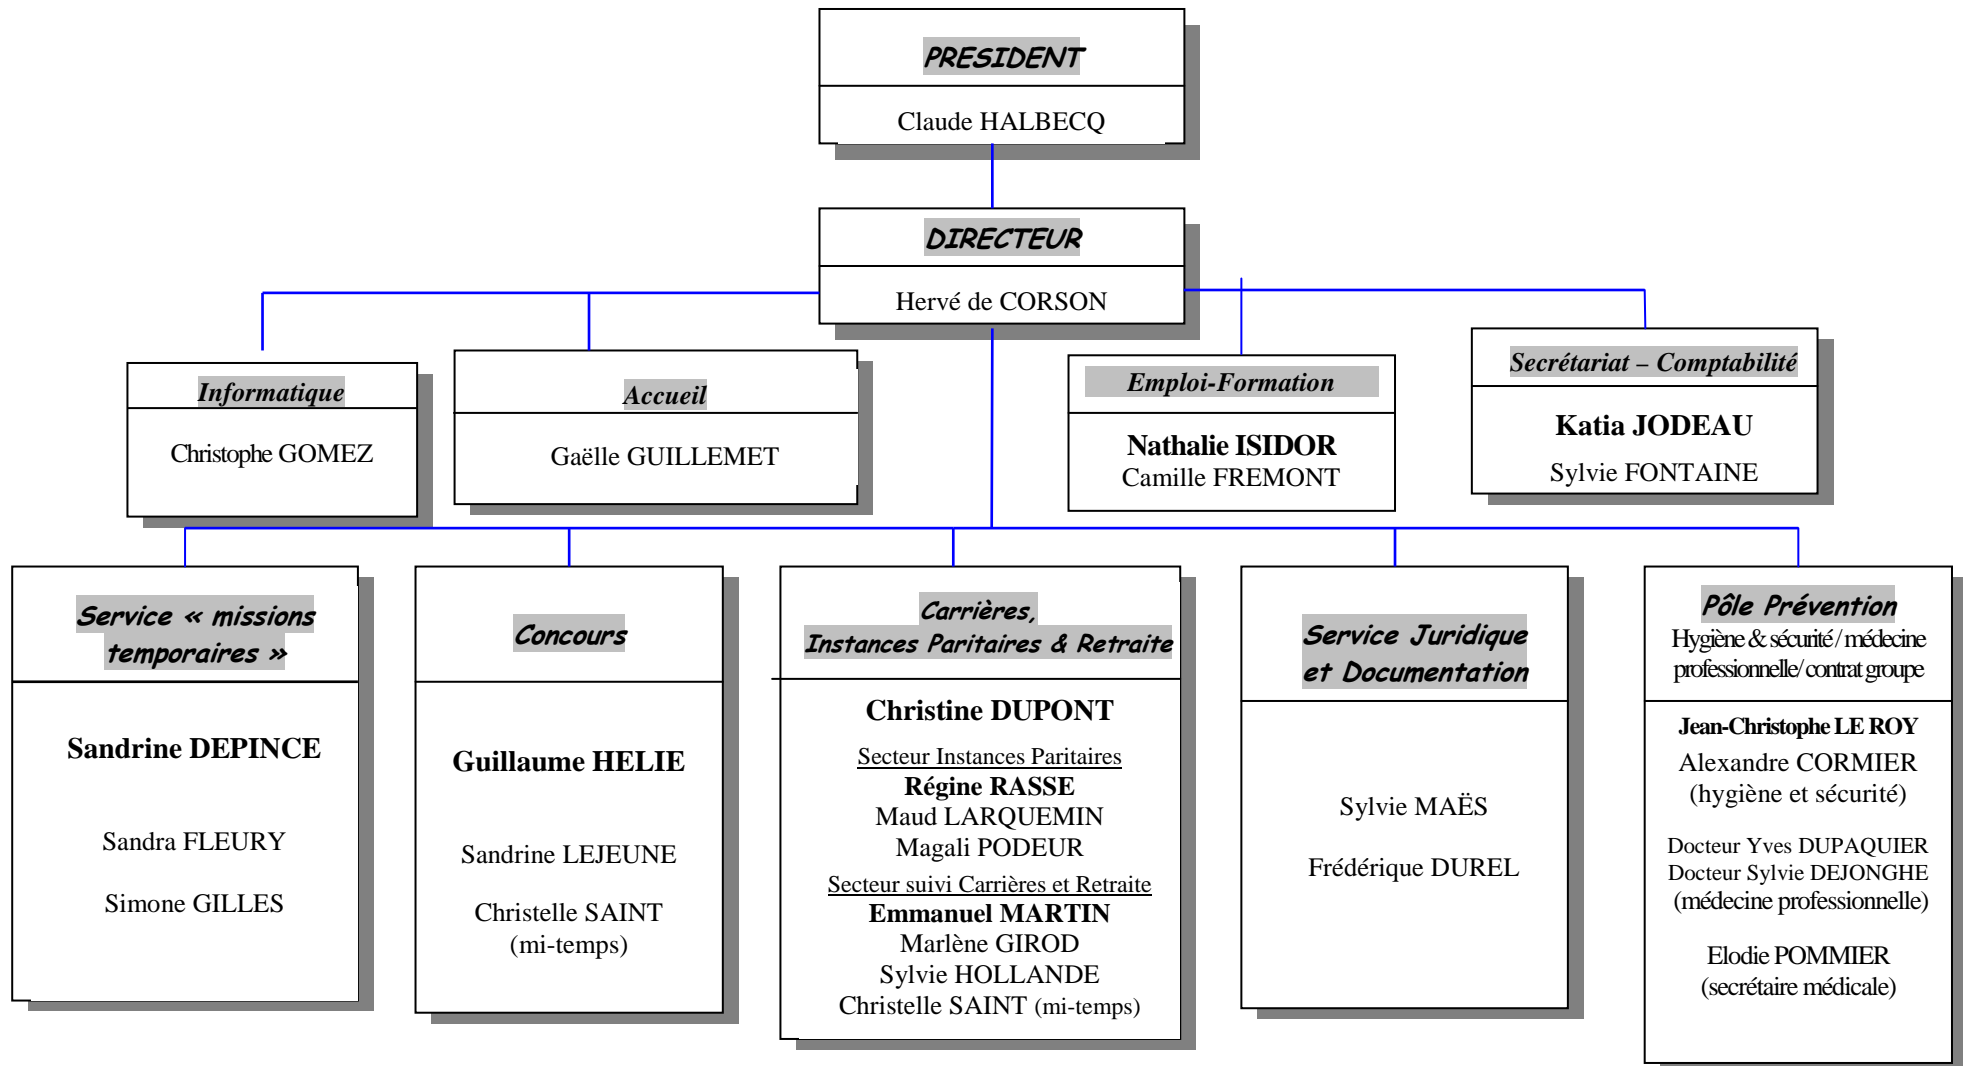 PRESIDENT
Claude HALBECQ
DIRECTEUR
Hervé de CORSON
Informatique
Christophe GOMEZ
Accueil
Gaëlle GUILLEMET
Emploi-Formation
Nathalie ISIDOR
Camille FREMONT
Secrétariat – Comptabilité
Katia JODEAU
Sylvie FONTAINE
Service « missions
temporaires »
Sandrine DEPINCE
Sandra FLEURY
Simone GILLES
Concours
Guillaume HELIE
Sandrine LEJEUNE
Christelle SAINT
(mi-temps)
Carrières,
Instances Paritaires & Retraite
Christine DUPONT
Secteur Instances Paritaires
Régine RASSE
Maud LARQUEMIN
Magali PODEUR
Secteur suivi Carrières et Retraite
Emmanuel MARTIN
Marlène GIROD
Sylvie HOLLANDE
Christelle SAINT (mi-temps)
Service Juridique
et Documentation
Sylvie MAËS
Frédérique DUREL
Pôle Prévention
Hygiène & sécurité / médecine
professionnelle/ contrat groupe
Jean-Christophe LE ROY
Alexandre CORMIER
(hygiène et sécurité)
Docteur Yves DUPAQUIER
Docteur Sylvie DEJONGHE
(médecine professionnelle)
Elodie POMMIER
(secrétaire médicale)